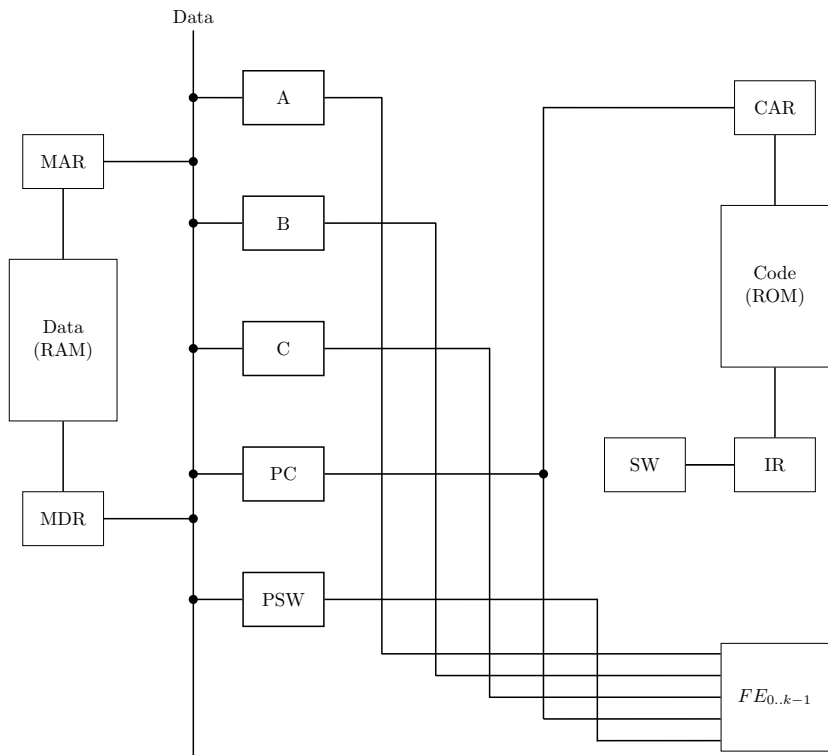 Data
A
CAR
MAR
B
Code
(ROM)
Data
(RAM)
C
SW
IR
PC
MDR
PSW
FE₀..ₖ₋₁